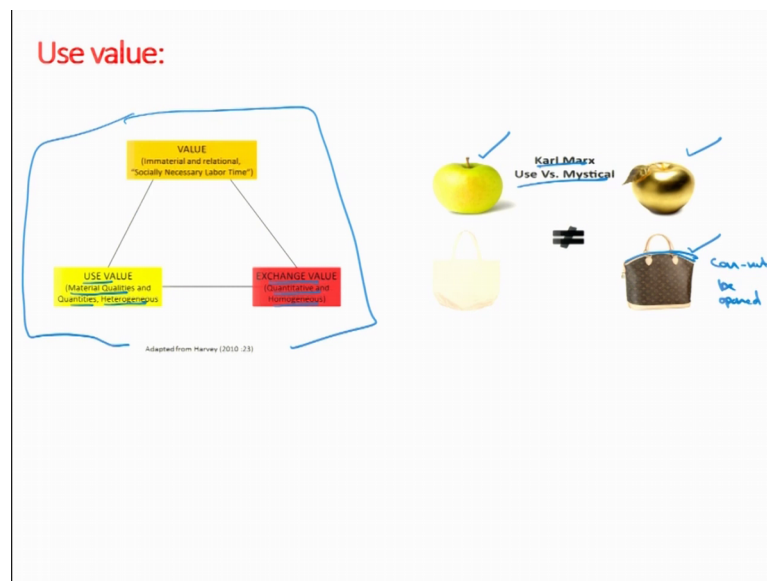 Use value:
VALUE
(Immaterial and relational,
"Socially Necessary Labor Time")
USE VALUE
(Material Qualities and
Quantities, Heterogeneous
EXCHANGE VALUE
(Quantitative and
Homogeneous)
Adapted from Harvey (2010 :23)
Karl Marx
Use Vs. Mystical
≠
be
opened